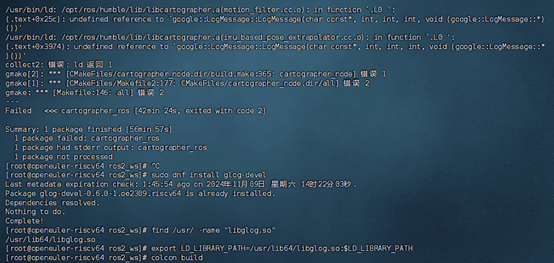 /usr/bin/ld: /opt/ros/humble/lib/libcartographer.a(motion_filter.cc.o): in function `.L0 ':
(.text+0x25c): undefined reference to `google::LogMessage::LogMessage(char const*, int, int, int, void (google::LogMessage::*)
())'
/usr/bin/ld: /opt/ros/humble/lib/libcartographer.a(imu_based_pose_extrapolator.cc.o): in function `.L0 ':
(.text+0x3974): undefined reference to `google::LogMessage::LogMessage(char const*, int, int, int, void (google::LogMessage::*
)())'
collect2: 错误：ld 返回 1
gmake[2]: *** [CMakeFiles/cartographer_node.dir/build.make:965: cartographer_node] 错误 1
gmake[1]: *** [CMakeFiles/Makefile2:177: CMakeFiles/cartographer_node.dir/all] 错误 2
gmake: *** [Makefile:146: all] 错误 2
---
Failed   <<< cartographer_ros [42min 24s, exited with code 2]
Summary: 1 package finished [56min 57s]
1 package failed: cartographer_ros
1 package had stderr output: cartographer_ros
1 package not processed
[root@openeuler-riscv64 ros2_ws]# ^C
[root@openeuler-riscv64 ros2_ws]# sudo dnf install glog-devel
Last metadata expiration check: 1:45:54 ago on 2024年11月09日 星期六 14时22分03秒.
Package glog-devel-0.6.0-1.oe2309.riscv64 is already installed.
Dependencies resolved.
Nothing to do.
Complete!
[root@openeuler-riscv64 ros2_ws]# find /usr/ -name "libglog.so"
/usr/lib64/libglog.so
[root@openeuler-riscv64 ros2_ws]# export LD_LIBRARY_PATH=/usr/lib64/libglog.so:$LD_LIBRARY_PATH
[root@openeuler-riscv64 ros2_ws]# colcon build